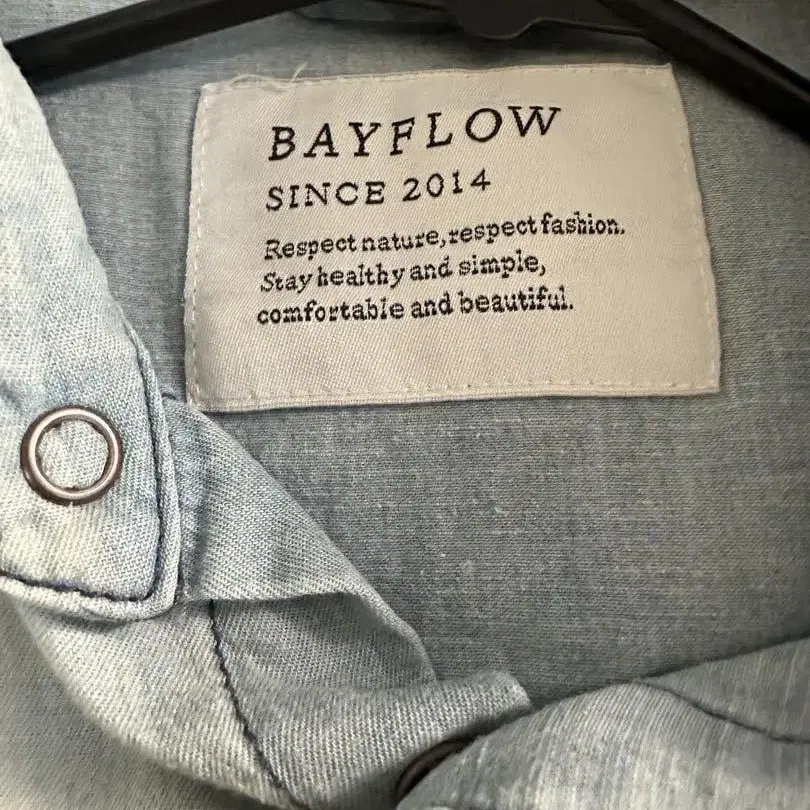 BAYFLOW
SINCE 2014
Respect nature, respect fashion.
Stay healthy and simple,
comfortable and beautiful.